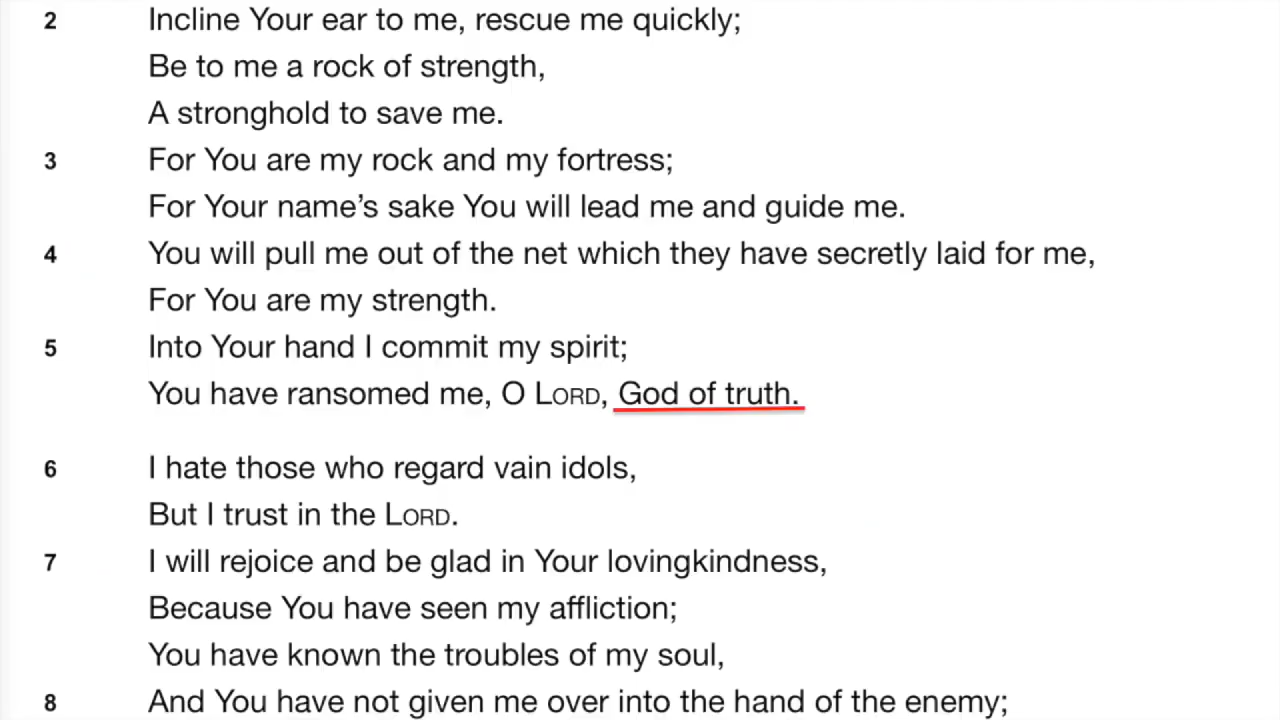 2 Incline Your ear to me, rescue me quickly;
Be to me a rock of strength,
A stronghold to save me.
3 For You are my rock and my fortress;
For Your name’s sake You will lead me and guide me.
4 You will pull me out of the net which they have secretly laid for me,
For You are my strength.
5 Into Your hand I commit my spirit;
You have ransomed me, O LORD, God of truth.
6 I hate those who regard vain idols,
But I trust in the LORD.
7 I will rejoice and be glad in Your lovingkindness,
Because You have seen my affliction;
You have known the troubles of my soul,
8 And You have not given me over into the hand of the enemy;